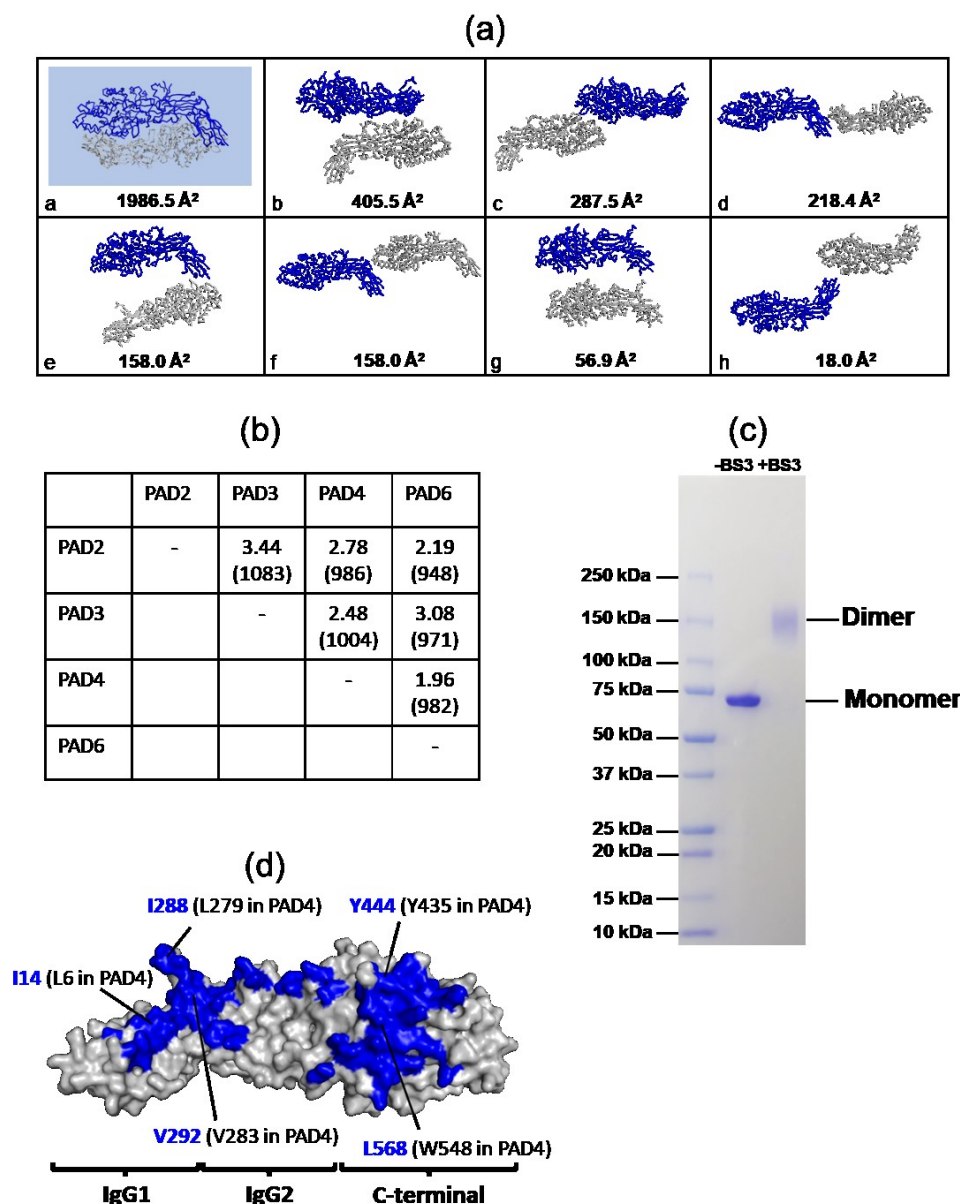 (a)
a 1986.5 Å²
b 405.5 Å²
c 287.5 Å²
d 218.4 Å²
e 158.0 Å²
f 158.0 Å²
g 56.9 Å²
h 18.0 Å²
(b)
PAD2 PAD3 PAD4 PAD6
PAD2 - 3.44 2.78 2.19
(1083) (986) (948)
PAD3 - 2.48 3.08
(1004) (971)
PAD4 - 1.96
(982)
PAD6 -
(c)
-BS3 +BS3
250 kDa
150 kDa
Dimer
100 kDa
75 kDa
Monomer
50 kDa
37 kDa
25 kDa
20 kDa
15 kDa
10 kDa
(d)
I288 (L279 in PAD4)
Y444 (Y435 in PAD4)
I14 (L6 in PAD4)
V292 (V283 in PAD4)
L568 (W548 in PAD4)
IgG1 IgG2 C-terminal